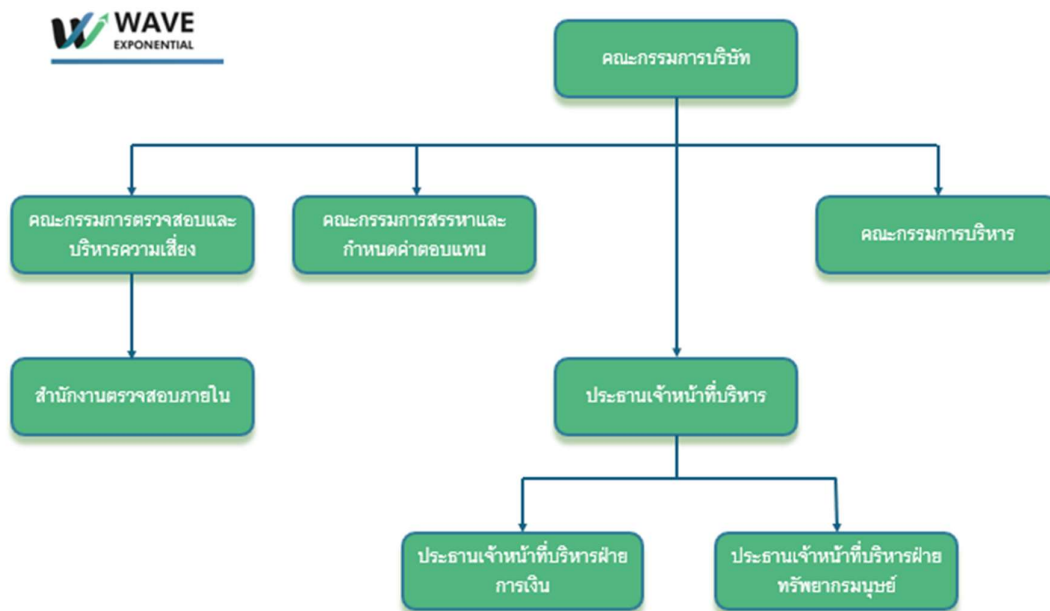 WAVE
EXPONENTIAL
คณะกรรมการบริษัท
คณะกรรมการตรวจสอบและ
บริหารความเสี่ยง
คณะกรรมการสรรหาและ
กำหนดค่าตอบแทน
คณะกรรมการบริหาร
สำนักงานตรวจสอบภายใน
ประธานเจ้าหน้าที่บริหาร
ประธานเจ้าหน้าที่บริหารฝ่าย
การเงิน
ประธานเจ้าหน้าที่บริหารฝ่าย
ทรัพยากรมนุษย์